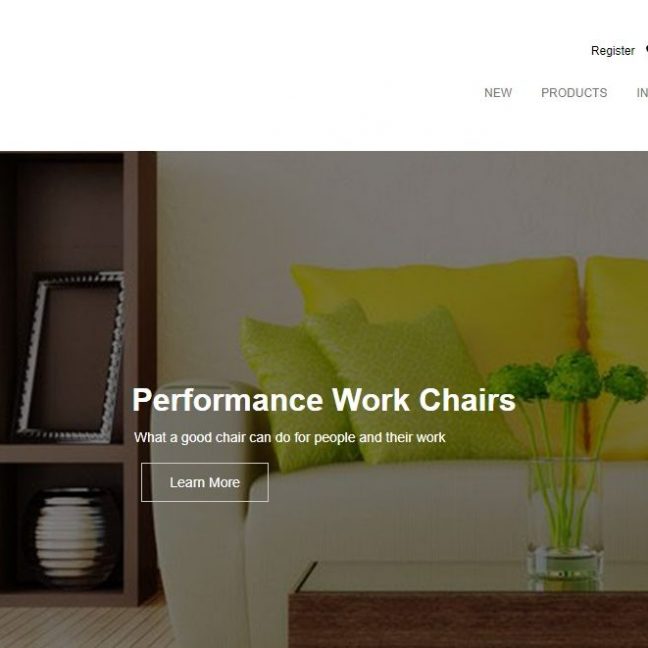 Register
NEW PRODUCTS IN
Performance Work Chairs
What a good chair can do for people and their work
Learn More